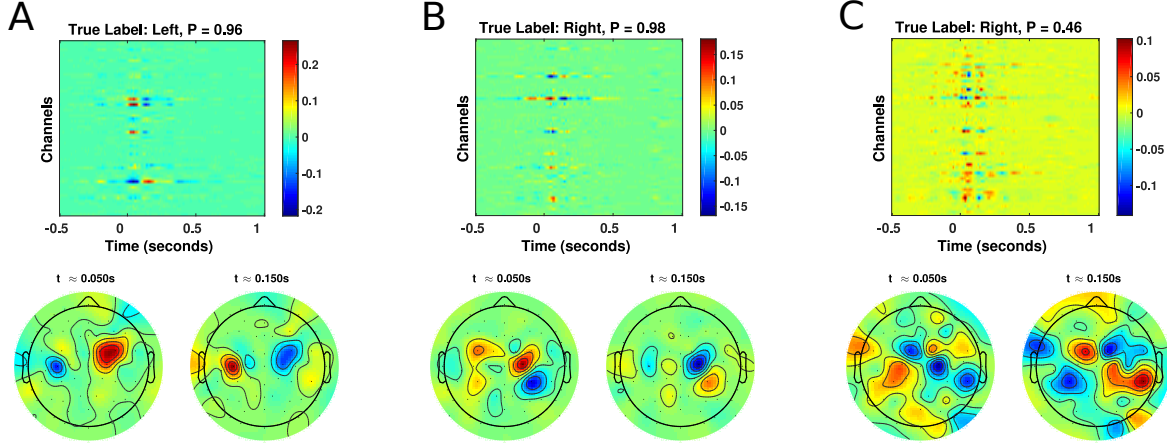 A
True Label: Left, P = 0.96
Channels
0.2
0.1
0
-0.1
-0.2
-0.5 0 0.5 1
Time (seconds)
t ≈ 0.050s
t ≈ 0.150s
B
True Label: Right, P = 0.98
Channels
0.15
0.1
0.05
0
-0.05
-0.1
-0.15
-0.5 0 0.5 1
Time (seconds)
t ≈ 0.050s
t ≈ 0.150s
C
True Label: Right, P = 0.46
Channels
0.1
0.05
0
-0.05
-0.1
-0.5 0 0.5 1
Time (seconds)
t ≈ 0.050s
t ≈ 0.150s